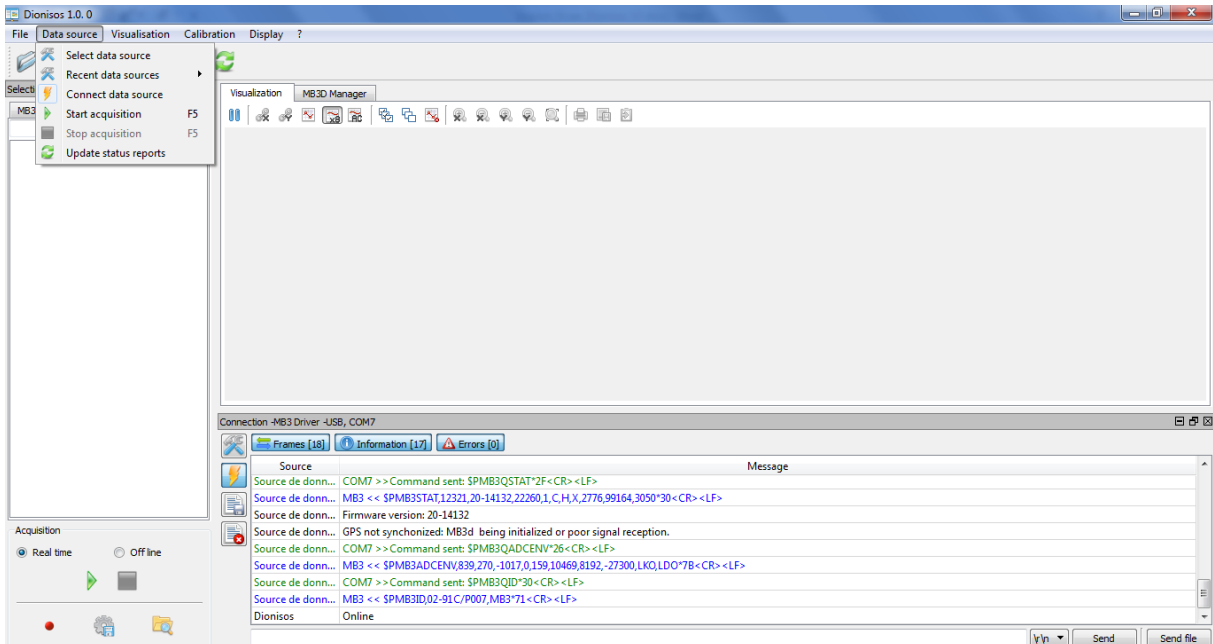 Dionisos 1.0. 0
File Data source Visualisation Calibration Display ?
Select data source
Recent data sources
Connect data source
Start acquisition F5
Stop acquisition F5
Update status reports
Selecti
MB3
Visualization MB3D Manager
xB AC
Connection -MB3 Driver -USB, COM7
Frames [18] Information [17] Errors [0]
Source Message
Source de donn... COM7 >>Command sent: $PMB3QSTAT*2F<CR><LF>
Source de donn... MB3 << $PMB3STAT,12321,20-14132,22260,1,C,H,X,2776,99164,3050*30<CR><LF>
Source de donn... Firmware version: 20-14132
Source de donn... GPS not synchonized: MB3d being initialized or poor signal reception.
Source de donn... COM7 >>Command sent: $PMB3QADCENV*26<CR><LF>
Source de donn... MB3 << $PMB3ADCENV,839,270,-1017,0,159,10469,8192,-27300,LKO,LDO*7B<CR><LF>
Source de donn... COM7 >>Command sent: $PMB3QID*30<CR><LF>
Source de donn... MB3 << $PMB3ID,02-91C/P007,MB3*71<CR><LF>
Dionisos Online
Acquisition
Real time Off line
\r\n Send Send file